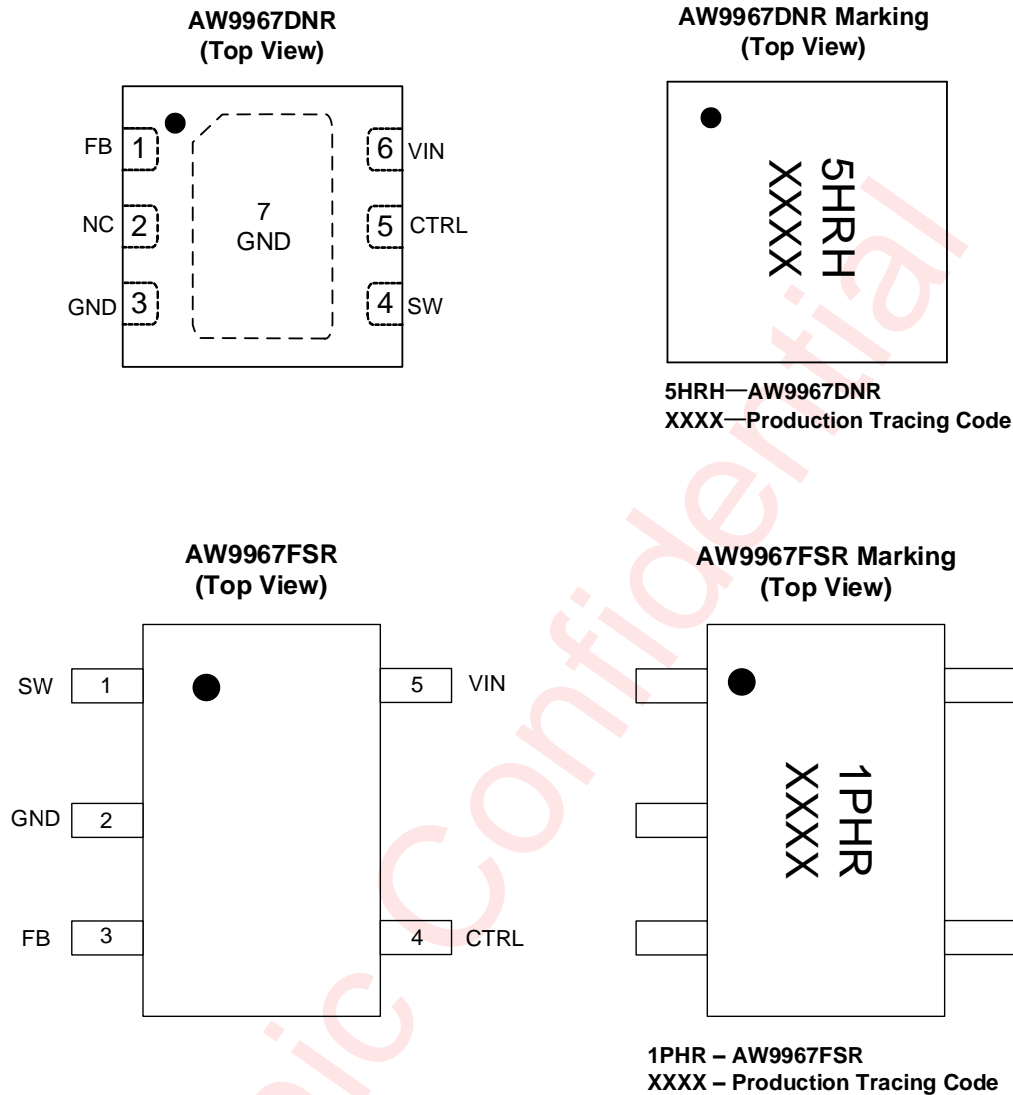 AW9967DNR
(Top View)
FB 1
NC 2
GND 3
7
GND
6 VIN
5 CTRL
4 SW
AW9967DNR Marking
(Top View)
5HRH
XXXX
5HRH—AW9967DNR
XXXX—Production Tracing Code
AW9967FSR
(Top View)
SW 1
GND 2
FB 3
5 VIN
4 CTRL
AW9967FSR Marking
(Top View)
1PHR
XXXX
1PHR – AW9967FSR
XXXX – Production Tracing Code
nic Confidential